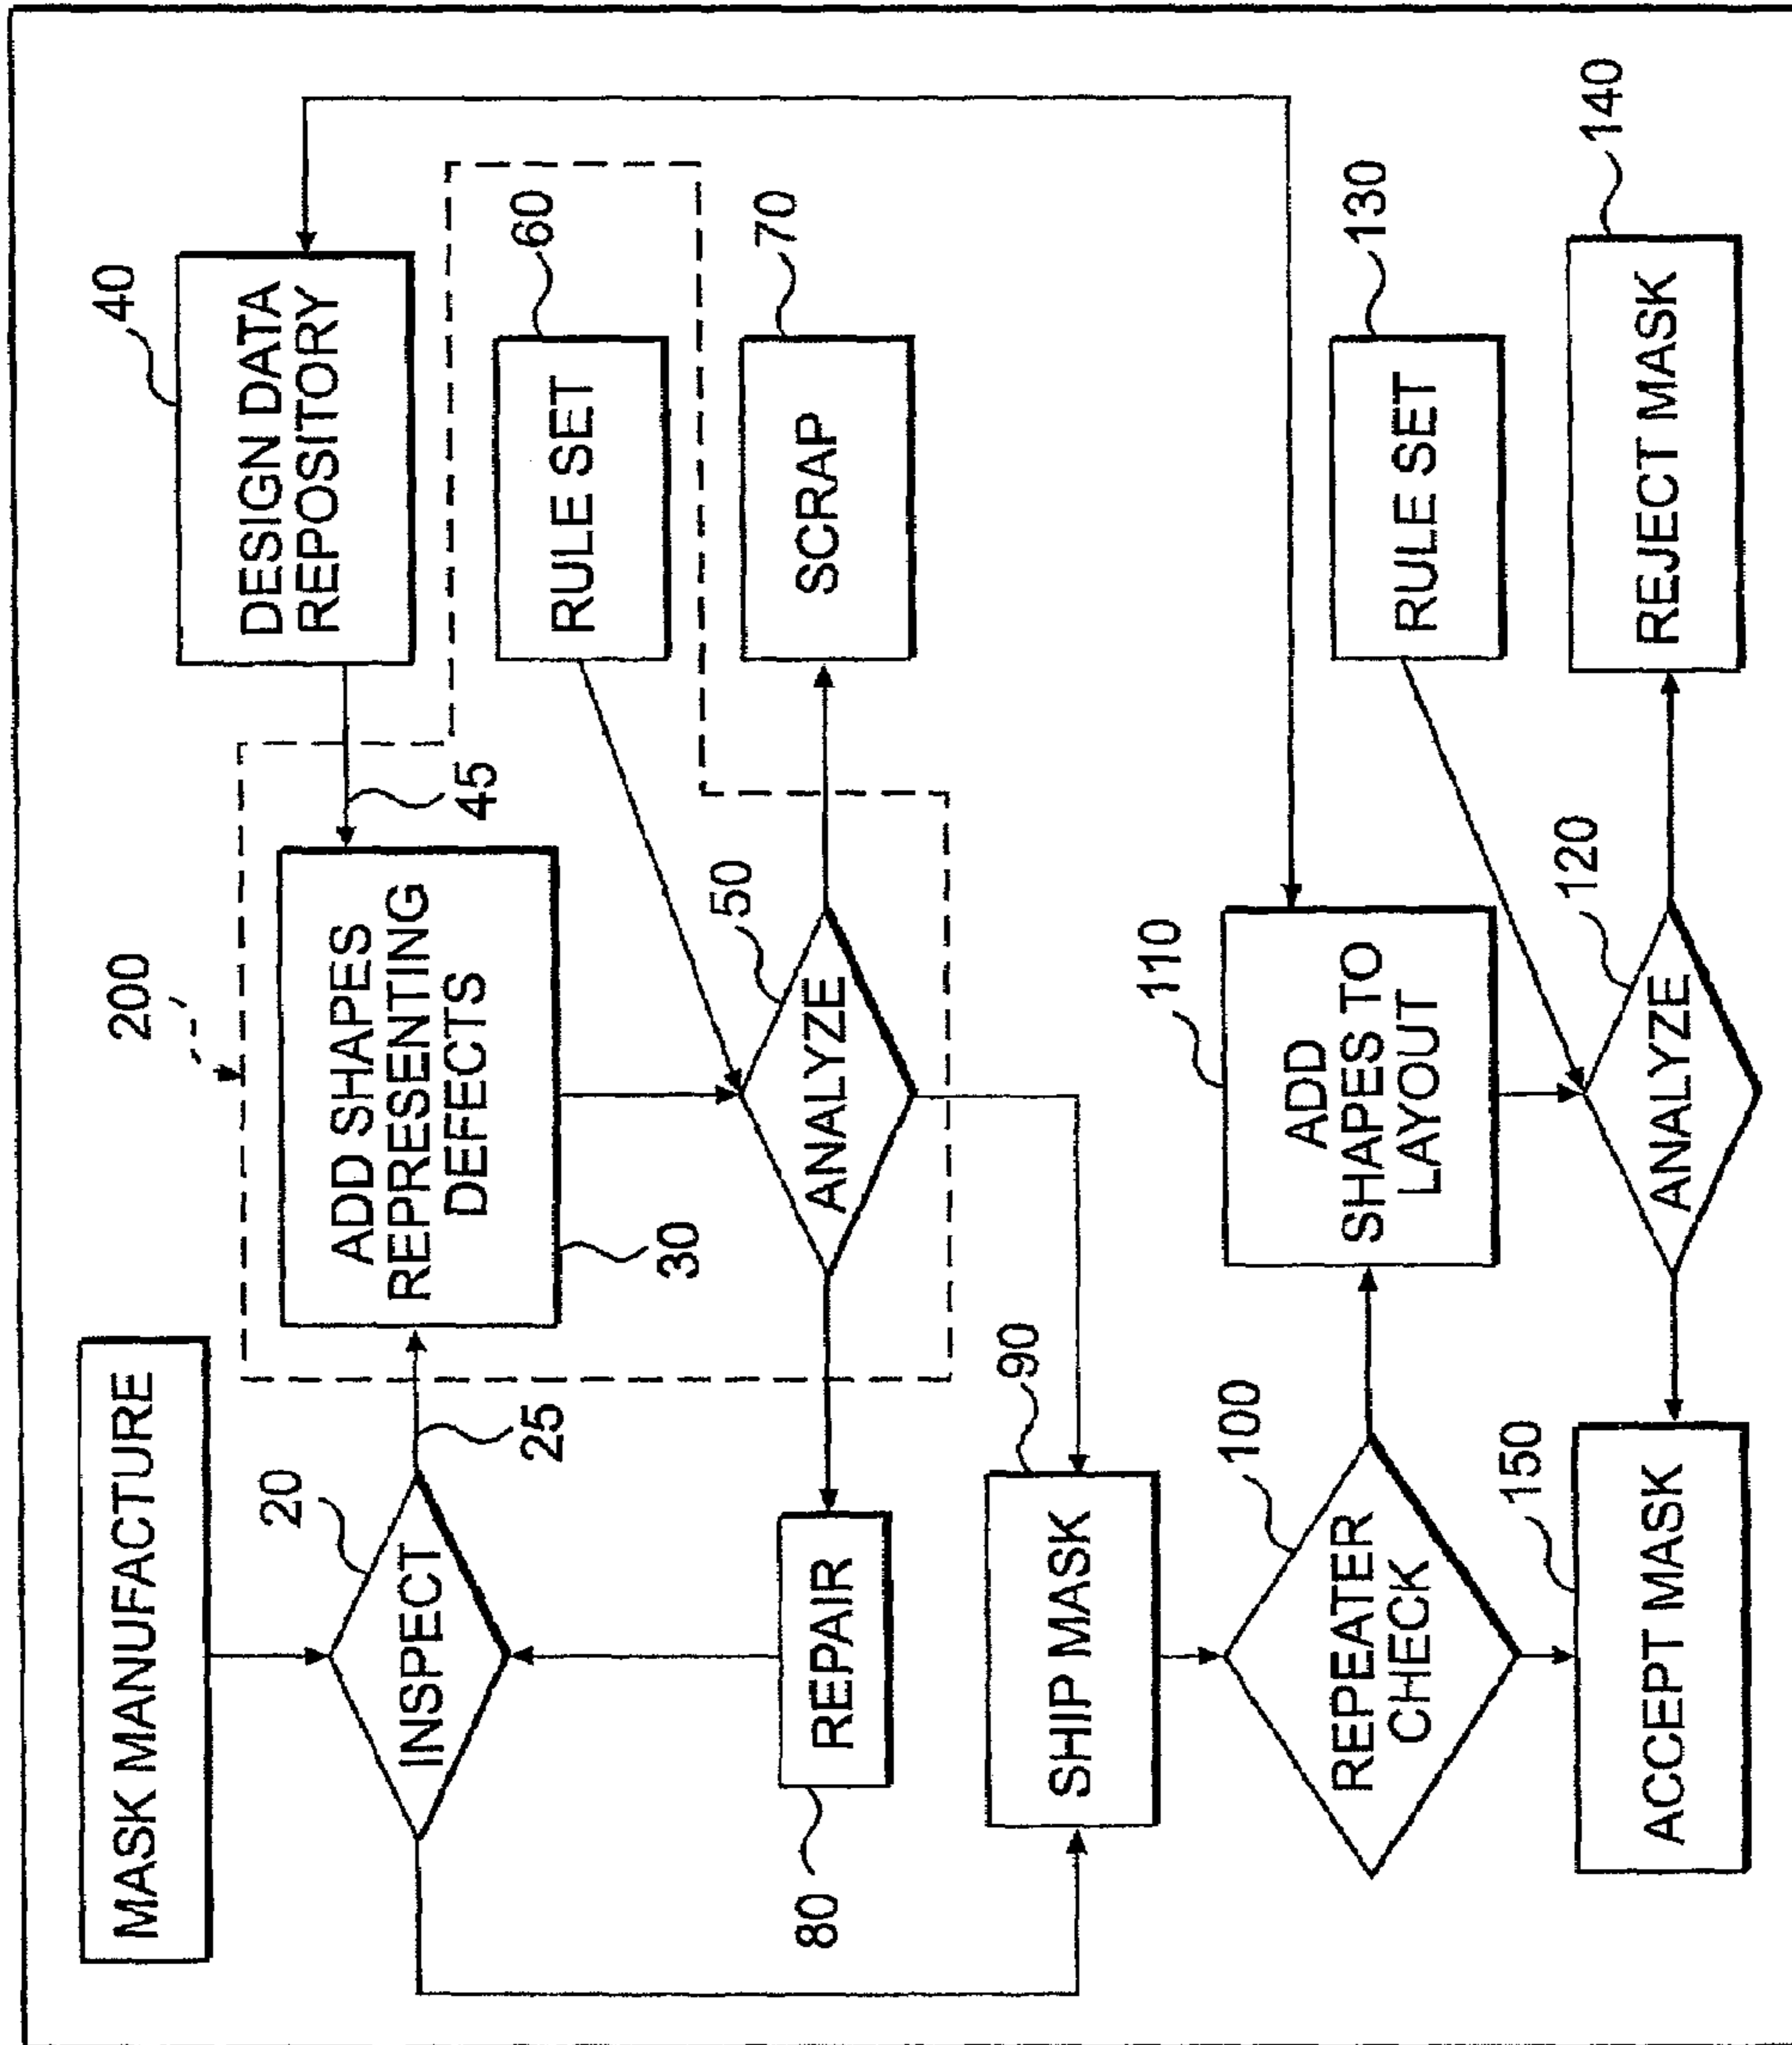 MASK MANUFACTURE
20
INSPECT
25
200
ADD SHAPES
REPRESENTING
DEFECTS
30
45
40
DESIGN DATA
REPOSITORY
50
ANALYZE
60
RULE SET
70
SCRAP
80
REPAIR
90
SHIP MASK
100
REPEATER
CHECK
110
ADD
SHAPES TO
LAYOUT
120
ANALYZE
130
RULE SET
140
REJECT MASK
150
ACCEPT MASK